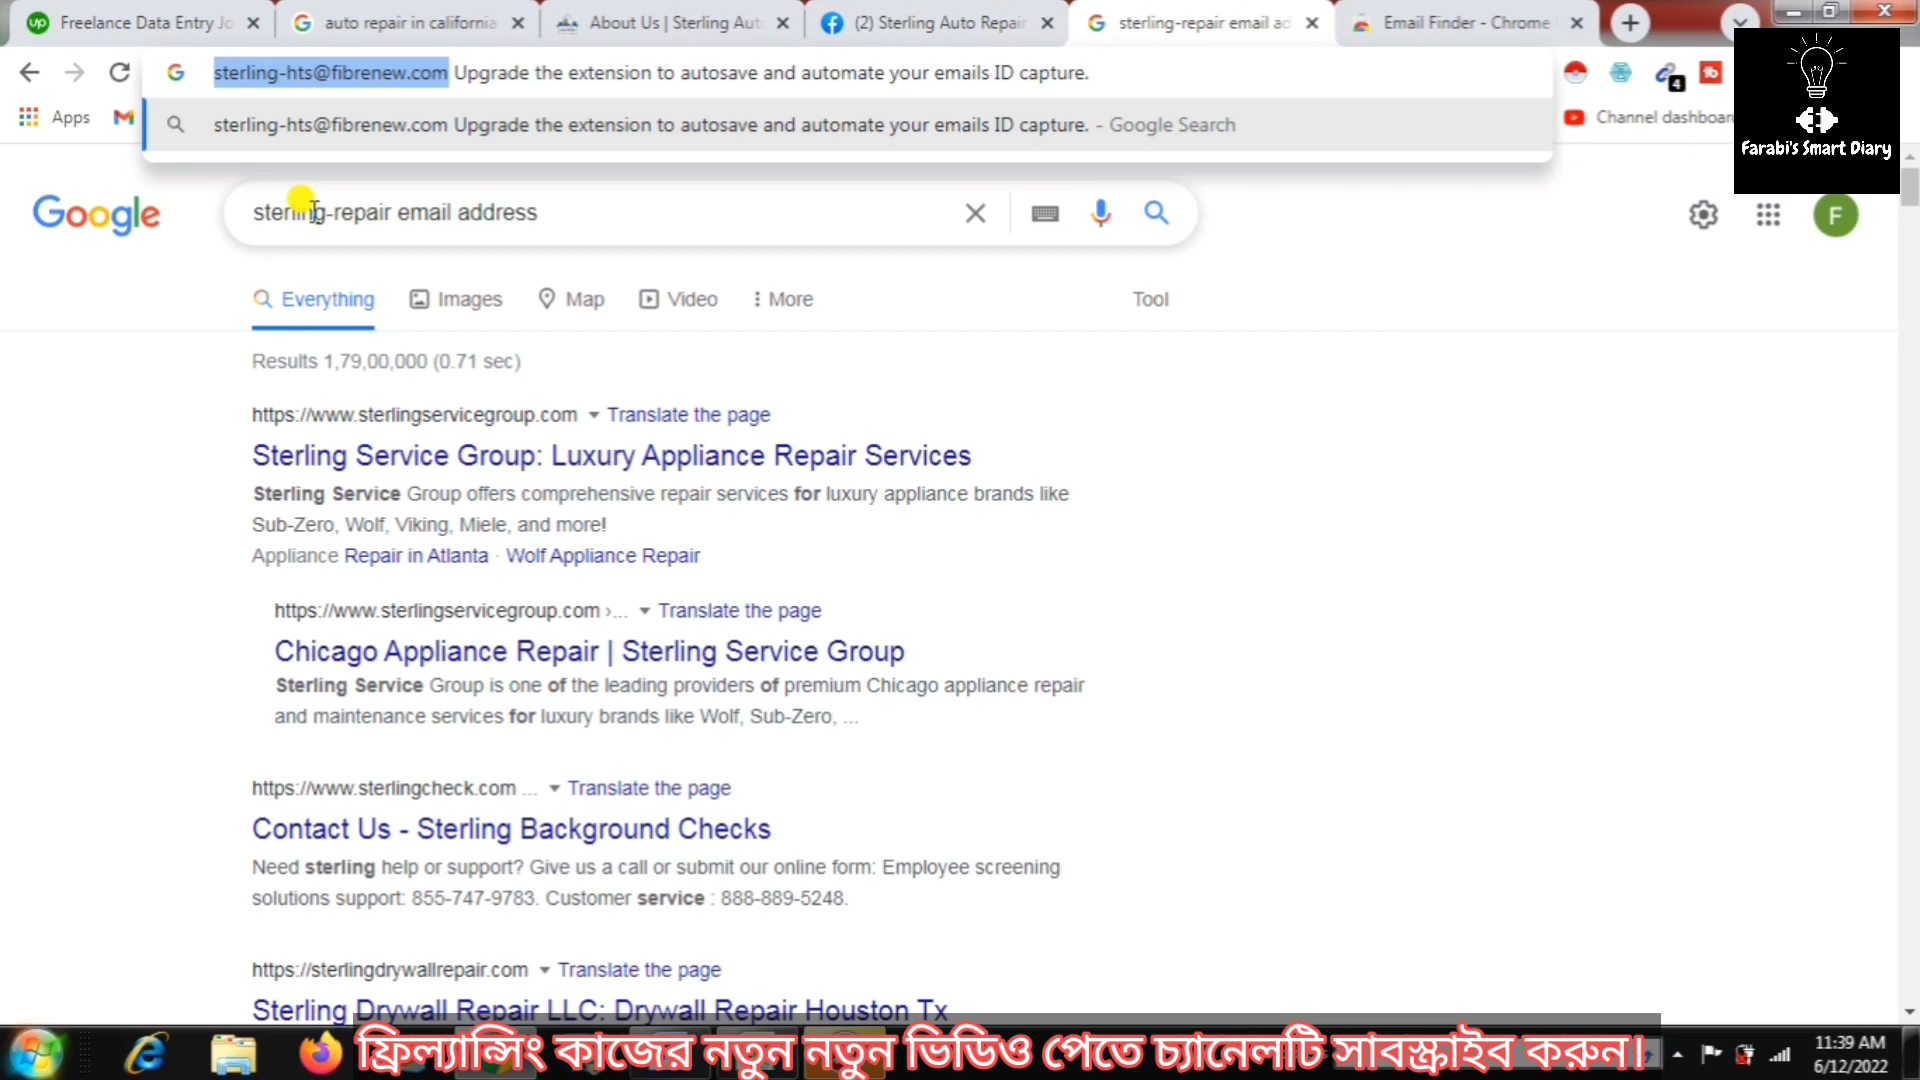 Freelance Data Entry Jo
auto repair in california
About Us | Sterling Aut
(2) Sterling Auto Repair
sterling-repair email ad
Email Finder - Chrome
sterling-hts@fibrenew.com Upgrade the extension to autosave and automate your emails ID capture.
4
Apps
sterling-hts@fibrenew.com Upgrade the extension to autosave and automate your emails ID capture. - Google Search
Channel dashboar
Farabi's Smart Diary
Google
sterling-repair email address
F
Everything
Images
Map
Video
More
Tool
Results 1,79,00,000 (0.71 sec)
https://www.sterlingservicegroup.com Translate the page
Sterling Service Group: Luxury Appliance Repair Services
Sterling Service Group offers comprehensive repair services for luxury appliance brands like
Sub-Zero, Wolf, Viking, Miele, and more!
Appliance Repair in Atlanta · Wolf Appliance Repair
https://www.sterlingservicegroup.com ›... Translate the page
Chicago Appliance Repair | Sterling Service Group
Sterling Service Group is one of the leading providers of premium Chicago appliance repair
and maintenance services for luxury brands like Wolf, Sub-Zero, ...
https://www.sterlingcheck.com ... Translate the page
Contact Us - Sterling Background Checks
Need sterling help or support? Give us a call or submit our online form: Employee screening
solutions support: 855-747-9783. Customer service : 888-889-5248.
https://sterlingdrywallrepair.com Translate the page
Sterling Drywall Repair LLC: Drywall Repair Houston Tx
ফ্রিল্যান্সিং কাজের নতুন নতুন ভিডিও পেতে চ্যানেলটি সাবস্ক্রাইব করুন।
11:39 AM
6/12/2022